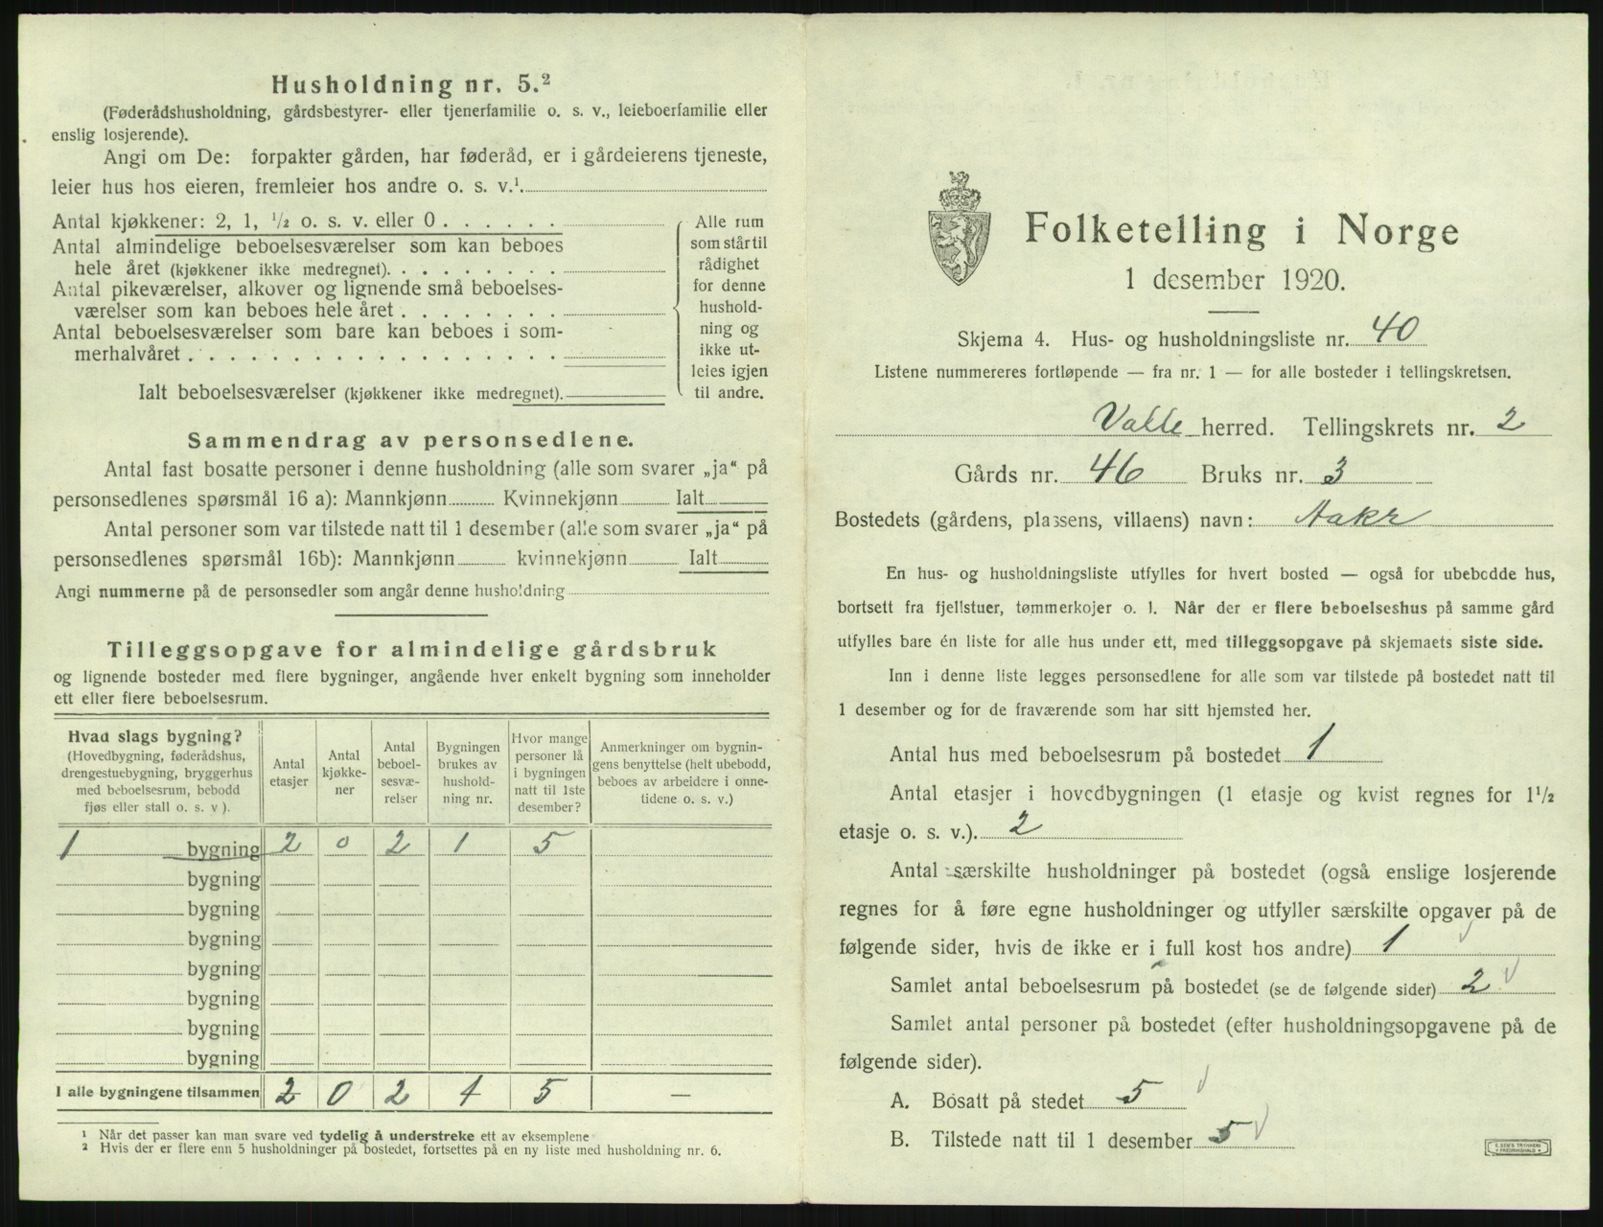 Husholdning nr. 5.²
(Føderådshusholdning, gårdsbestyrer- eller tjenerfamilie o. s. v., leieboerfamilie eller
enslig losjerende).
Angi om De: forpakter gården, har føderåd, er i gårdeierens tjeneste,
leier hus hos eieren, fremleier hos andre o. s. v.¹
Antal kjøkkener: 2, 1, ½ o. s. v. eller 0 . . . . . .
Antal almindelige beboelsesværelser som kan beboes
hele året (kjøkkener ikke medregnet). . . . . . . . .
Antal pikeværelser, alkover og lignende små beboelses-
værelser som kan beboes hele året . . . . . . . .
Antal beboelsesværelser som bare kan beboes i som-
merhalvåret . . . . . . . . . . . . . . . . . .
Ialt beboelsesværelser (kjøkkener ikke medregnet).
Alle rum
som står til
rådighet
for denne
hushold-
ning og
ikke ut-
leies igjen
til andre.
Sammendrag av personsedlene.
Antal fast bosatte personer i denne husholdning (alle som svarer „ja“ på
personsedlenes spørsmål 16 a): Mannkjønn Kvinnekjønn Ialt
Antal personer som var tilstede natt til 1 desember (alle som svarer „ja“ på
personsedlenes spørsmål 16b): Mannkjønn kvinnekjønn Ialt
Angi nummerne på de personsedler som angår denne husholdning
Tilleggsopgave for almindelige gårdsbruk
og lignende bosteder med flere bygninger, angående hver enkelt bygning som inneholder
ett eller flere beboelsesrum.
Hvad slags bygning?
(Hovedbygning, føderådshus,
drengestuebygning, bryggerhus
med beboelsesrum, bebodd
fjøs eller stall o. s. v ).
Antal
etasjer
Antal
kjøkke-
ner
Antal
beboel-
sesvæ-
relser
Bygningen
brukes av
hushold-
ning nr.
Hvor mange
personer lå
i bygningen
natt til 1ste
desember?
Anmerkninger om bygnin-
gens benyttelse (helt ubebodd,
beboes av arbeidere i onne-
tidene o. s. v.)
1 bygning 2 0 2 1 5
bygning
bygning
bygning
bygning
bygning
bygning
bygning
I alle bygningene tilsammen 2 0 2 1 5 —
¹ Når det passer kan man svare ved tydelig å understreke ett av eksemplene
² Hvis der er flere enn 5 husholdninger på bostedet, fortsettes på en ny liste med husholdning nr. 6.
Folketelling i Norge
1 desember 1920.
Skjema 4. Hus- og husholdningsliste nr. 40
Listene nummereres fortløpende — fra nr. 1 — for alle bosteder i tellingskretsen.
Valle herred. Tellingskrets nr. 2
Gårds nr. 46 Bruks nr. 3
Bostedets (gårdens, plassens, villaens) navn: Aakre
En hus- og husholdningsliste utfylles for hvert bosted — også for ubebodde hus,
bortsett fra fjellstuer, tømmerkojer o. l. Når der er flere beboelseshus på samme gård
utfylles bare én liste for alle hus under ett, med tilleggsopgave på skjemaets siste side.
Inn i denne liste legges personsedlene for alle som var tilstede på bostedet natt til
1 desember og for de fraværende som har sitt hjemsted her.
Antal hus med beboelsesrum på bostedet 1
Antal etasjer i hovedbygningen (1 etasje og kvist regnes for 1½
etasje o. s. v.). 2
Antal særskilte husholdninger på bostedet (også enslige losjerende
regnes for å føre egne husholdninger og utfyller særskilte opgaver på de
følgende sider, hvis de ikke er i full kost hos andre) 1
Samlet antal beboelsesrum på bostedet (se de følgende sider) 2
Samlet antal personer på bostedet (efter husholdningsopgavene på de
følgende sider).
A. Bosatt på stedet 5
B. Tilstede natt til 1 desember 5